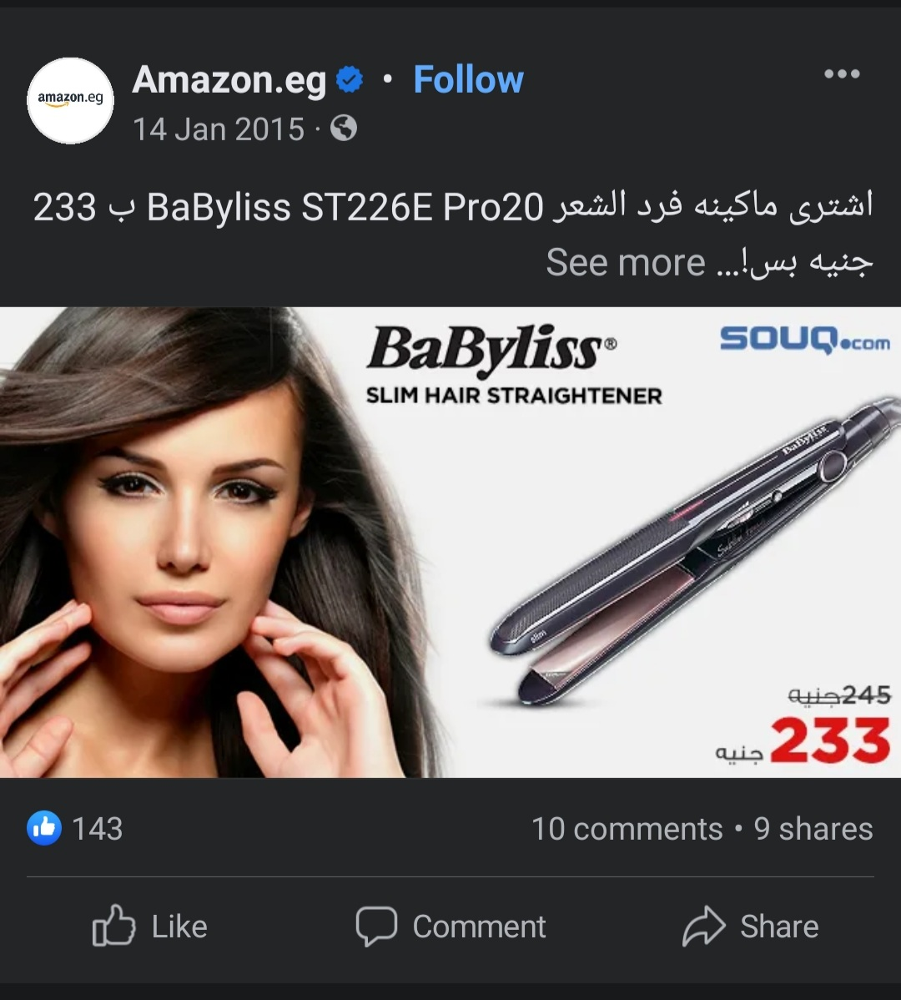 amazon.eg
Amazon.eg • Follow
14 Jan 2015 ·
اشترى ماكينه فرد الشعر BaByliss ST226E Pro20 ب 233
جنيه بس!... See more
BaByliss®
SLIM HAIR STRAIGHTENER
SOUQ.com
BaByliss
slim
245جنيه
233 جنيه
143
10 comments • 9 shares
Like
Comment
Share